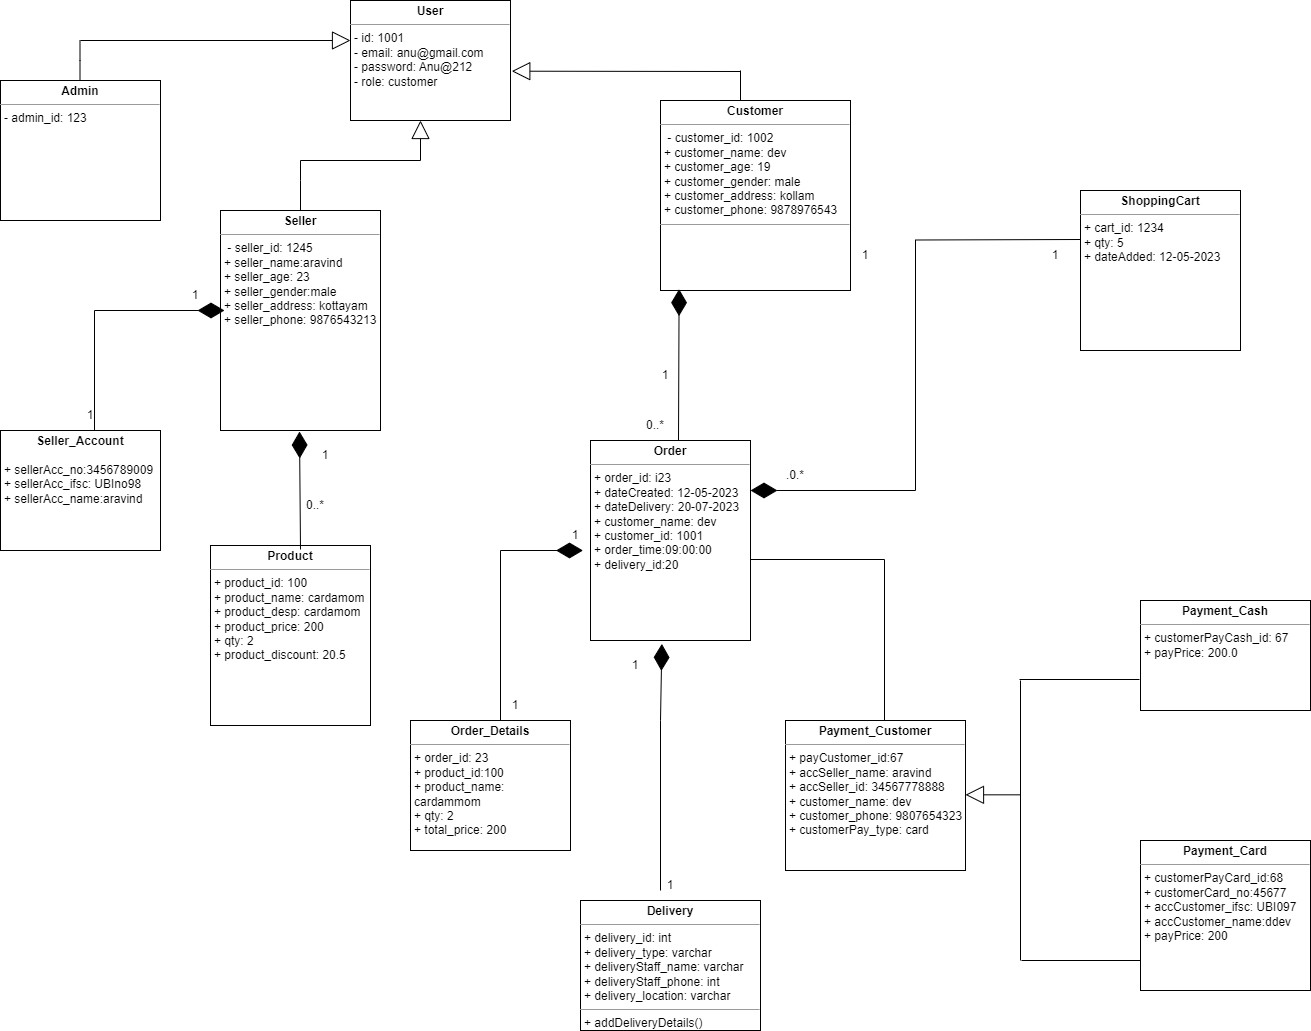 User
- id: 1001
- email: anu@gmail.com
- password: Anu@212
- role: customer
Admin
- admin_id: 123
Customer
- customer_id: 1002
+ customer_name: dev
+ customer_age: 19
+ customer_gender: male
+ customer_address: kollam
+ customer_phone: 9878976543
ShoppingCart
+ cart_id: 1234
+ qty: 5
+ dateAdded: 12-05-2023
1
1
Seller
- seller_id: 1245
+ seller_name:aravind
+ seller_age: 23
+ seller_gender:male
+ seller_address: kottayam
+ seller_phone: 9876543213
1
1
Seller_Account
+ sellerAcc_no:3456789009
+ sellerAcc_ifsc: UBIno98
+ sellerAcc_name:aravind
1
0..*
Product
+ product_id: 100
+ product_name: cardamom
+ product_desp: cardamom
+ product_price: 200
+ qty: 2
+ product_discount: 20.5
1
0..*
Order
+ order_id: i23
+ dateCreated: 12-05-2023
+ dateDelivery: 20-07-2023
+ customer_name: dev
+ customer_id: 1001
+ order_time:09:00:00
+ delivery_id:20
.0.*
1
1
1
Order_Details
+ order_id: 23
+ product_id:100
+ product_name:
cardammom
+ qty: 2
+ total_price: 200
Payment_Customer
+ payCustomer_id:67
+ accSeller_name: aravind
+ accSeller_id: 34567778888
+ customer_name: dev
+ customer_phone: 9807654323
+ customerPay_type: card
Payment_Cash
+ customerPayCash_id: 67
+ payPrice: 200.0
Payment_Card
+ customerPayCard_id:68
+ customerCard_no:45677
+ accCustomer_ifsc: UBI097
+ accCustomer_name:ddev
+ payPrice: 200
1
Delivery
+ delivery_id: int
+ delivery_type: varchar
+ deliveryStaff_name: varchar
+ deliveryStaff_phone: int
+ delivery_location: varchar
+ addDeliveryDetails()